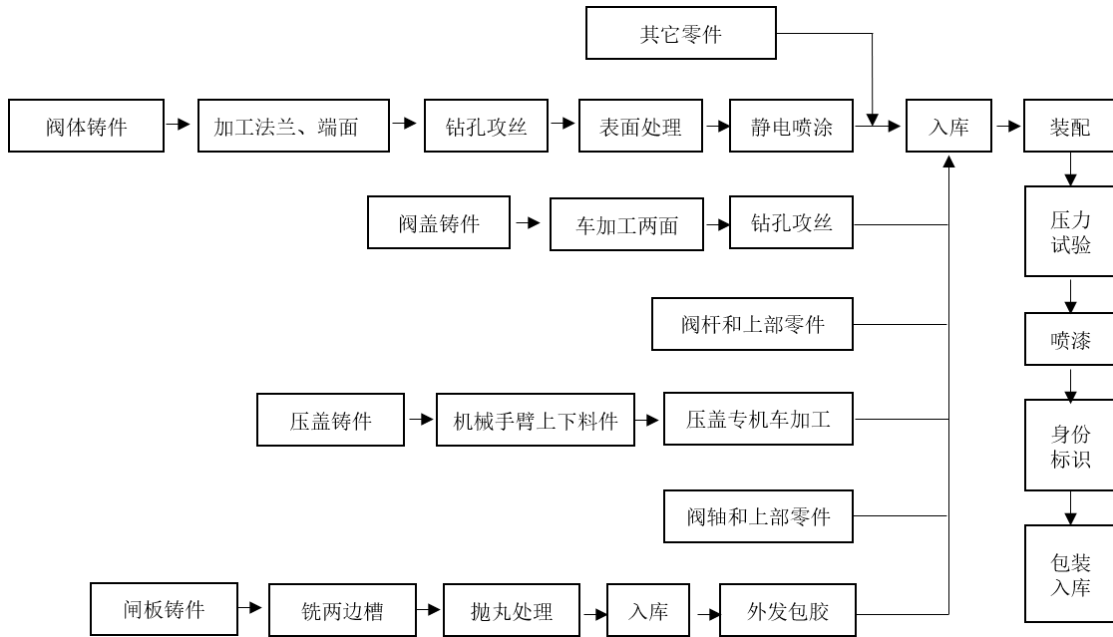 其它零件
阀体铸件
加工法兰、端面
钻孔攻丝
表面处理
静电喷涂
入库
装配
阀盖铸件
车加工两面
钻孔攻丝
压力
试验
阀杆和上部零件
喷漆
压盖铸件
机械手臂上下料件
压盖专机车加工
身份
标识
阀轴和上部零件
闸板铸件
铣两边槽
抛丸处理
入库
外发包胶
包装
入库